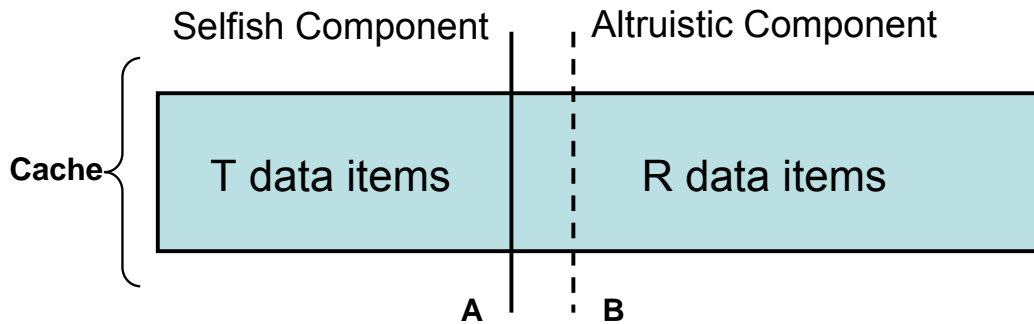 Selfish Component
Altruistic Component
Cache
T data items
R data items
A
B